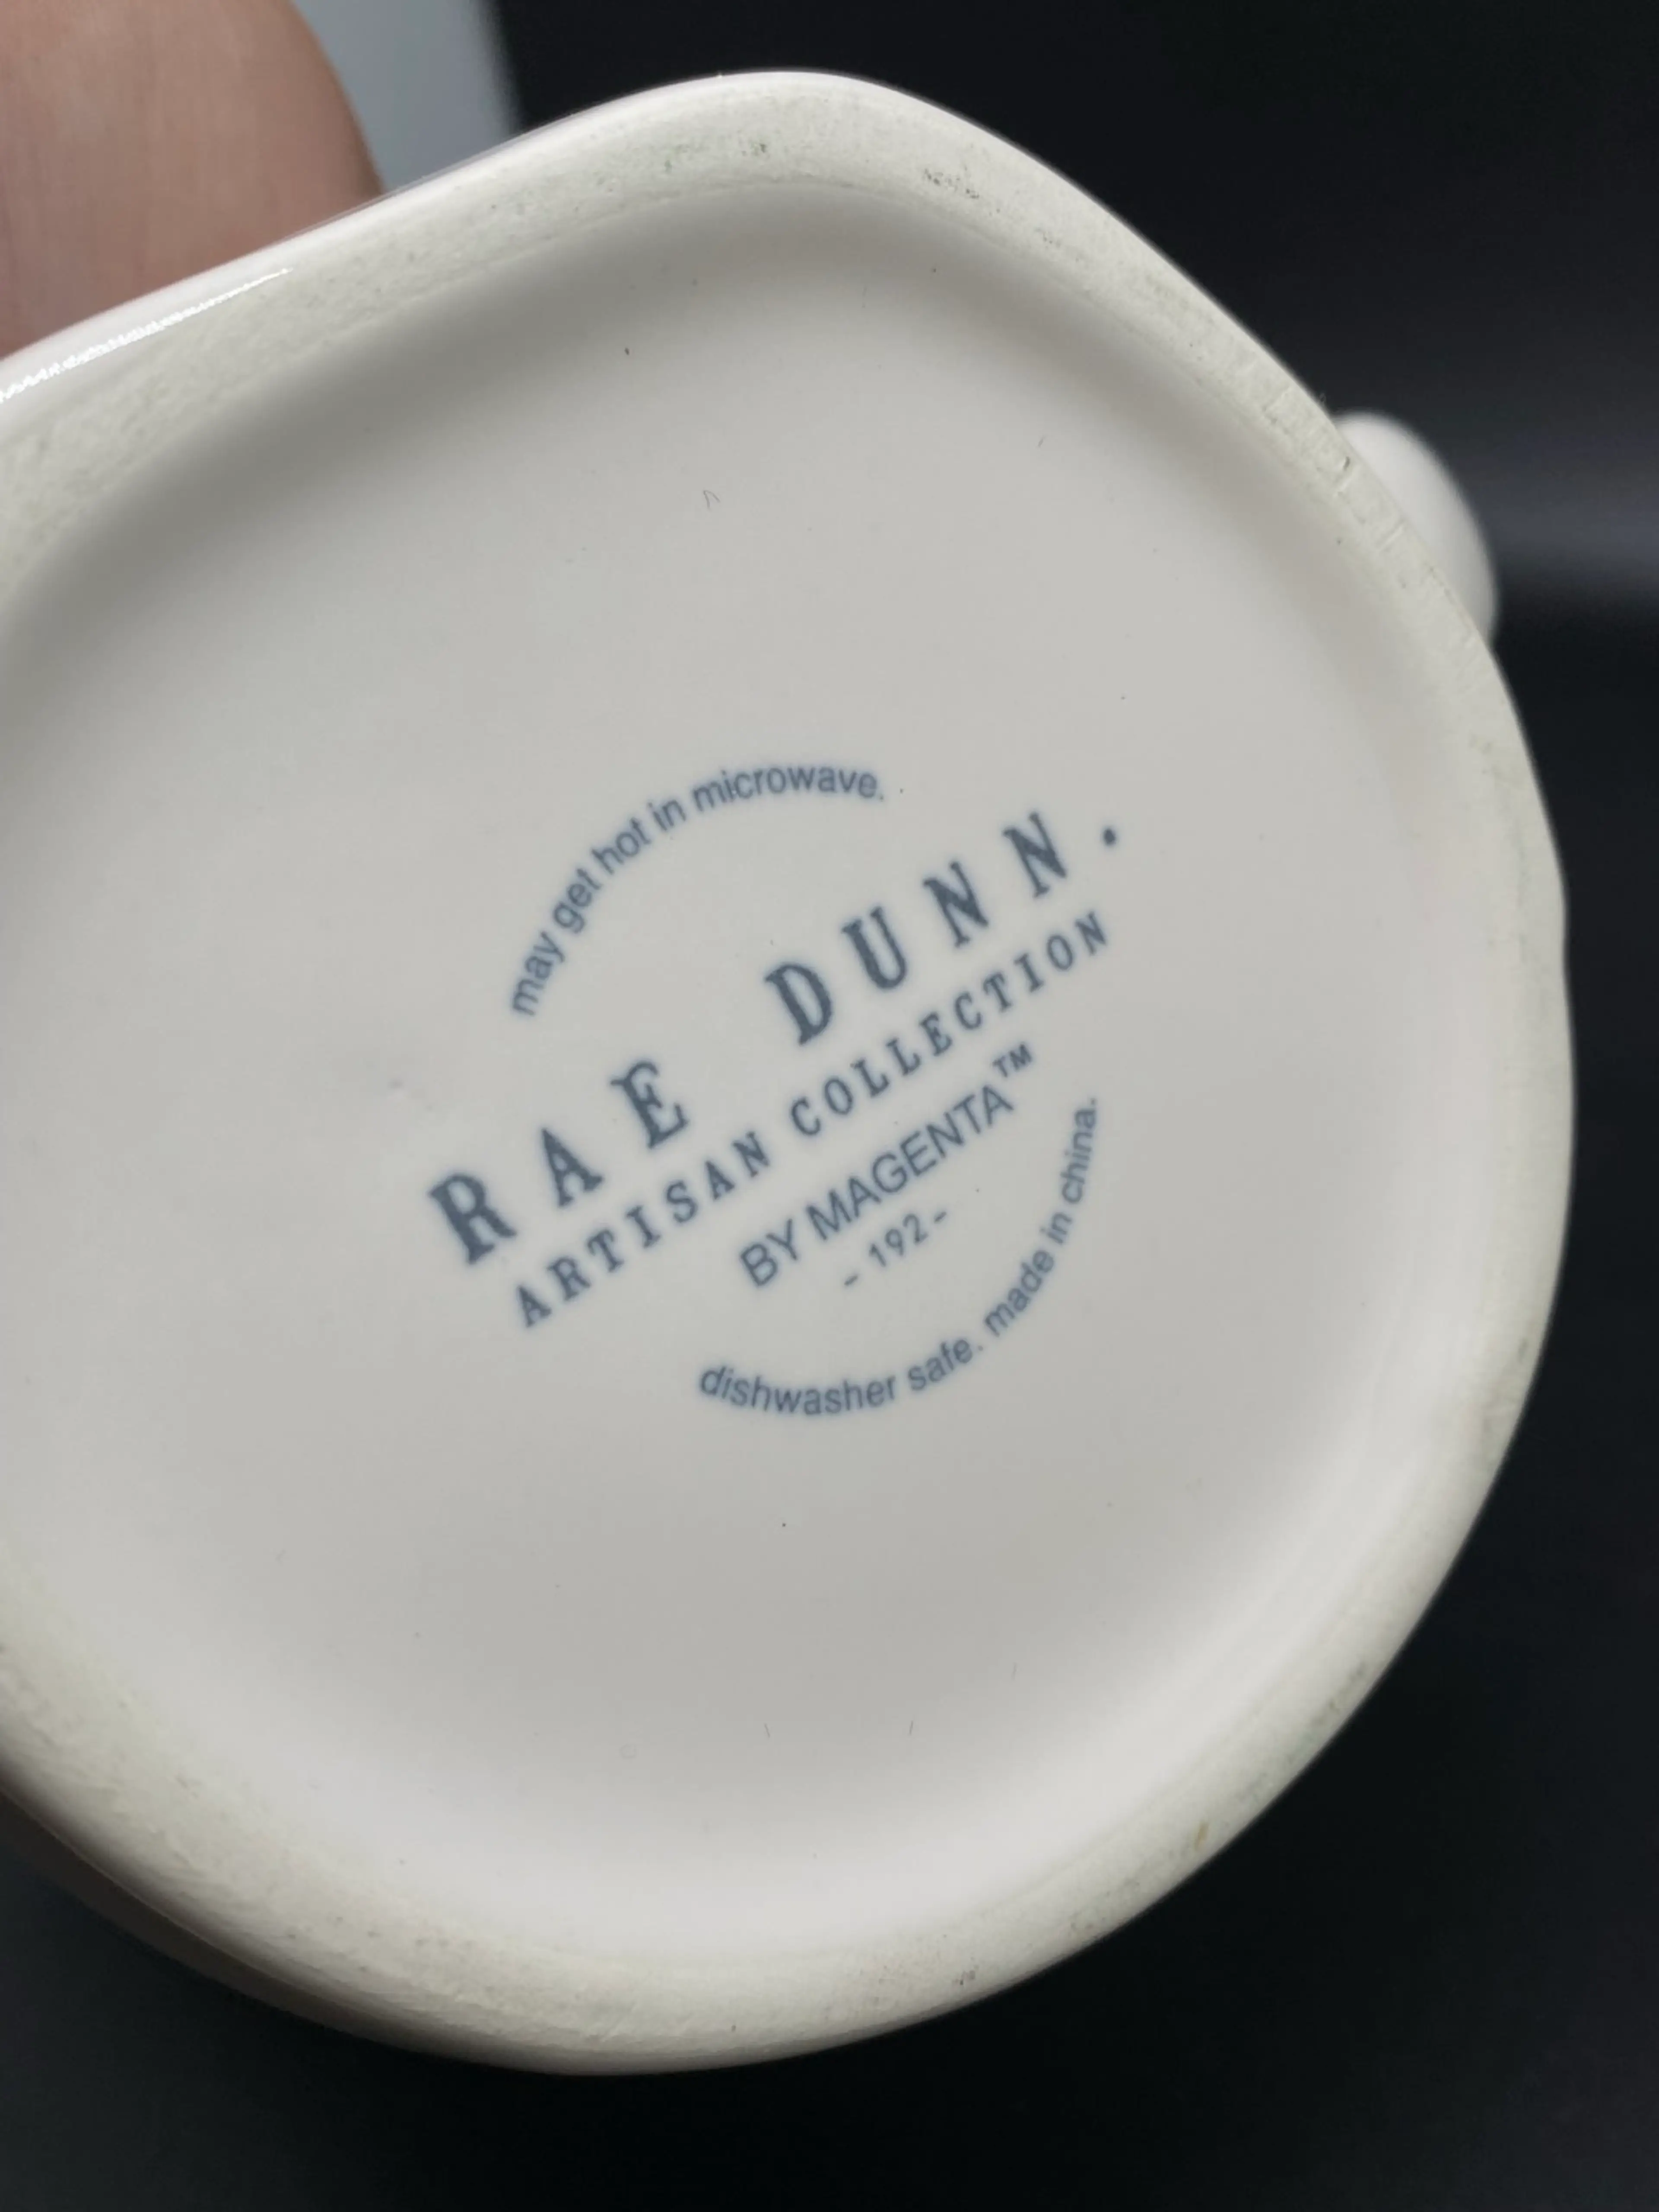 may get hot in microwave.
RAE DUNN.
ARTISAN COLLECTION
BY MAGENTA™
- 192 -
dishwasher safe. made in china.